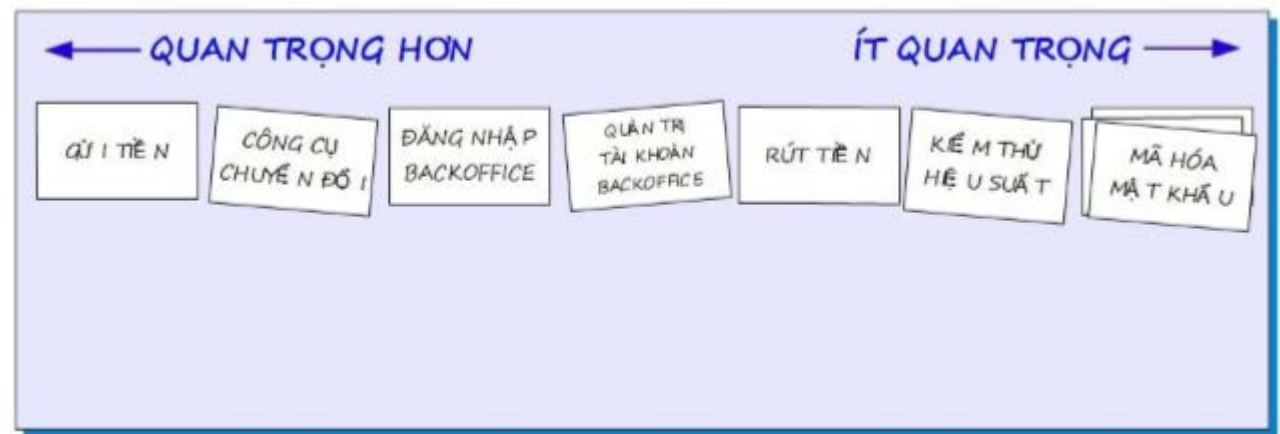 QUAN TRỌNG HƠN
ÍT QUAN TRỌNG
GỬI TIỀN
CÔNG CỤ
CHUYỂN ĐỔI
ĐĂNG NHẬP
BACKOFFICE
QUẢN TRỊ
TÀI KHOẢN
BACKOFFICE
RÚT TIỀN
KIỂM THỬ
HIỆU SUẤT
MÃ HÓA
MẬT KHẨU